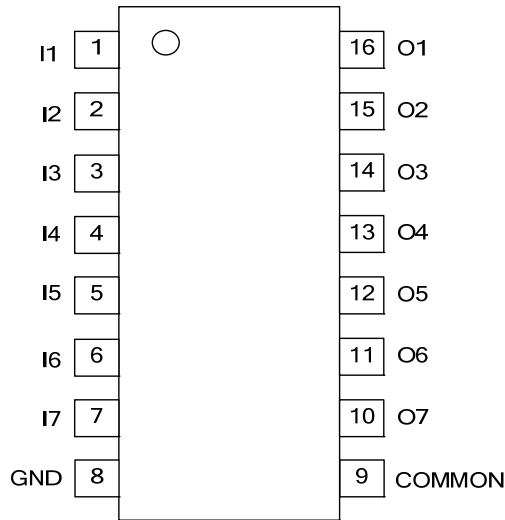 I1 1 16 O1
I2 2 15 O2
I3 3 14 O3
I4 4 13 O4
I5 5 12 O5
I6 6 11 O6
I7 7 10 O7
GND 8 9 COMMON